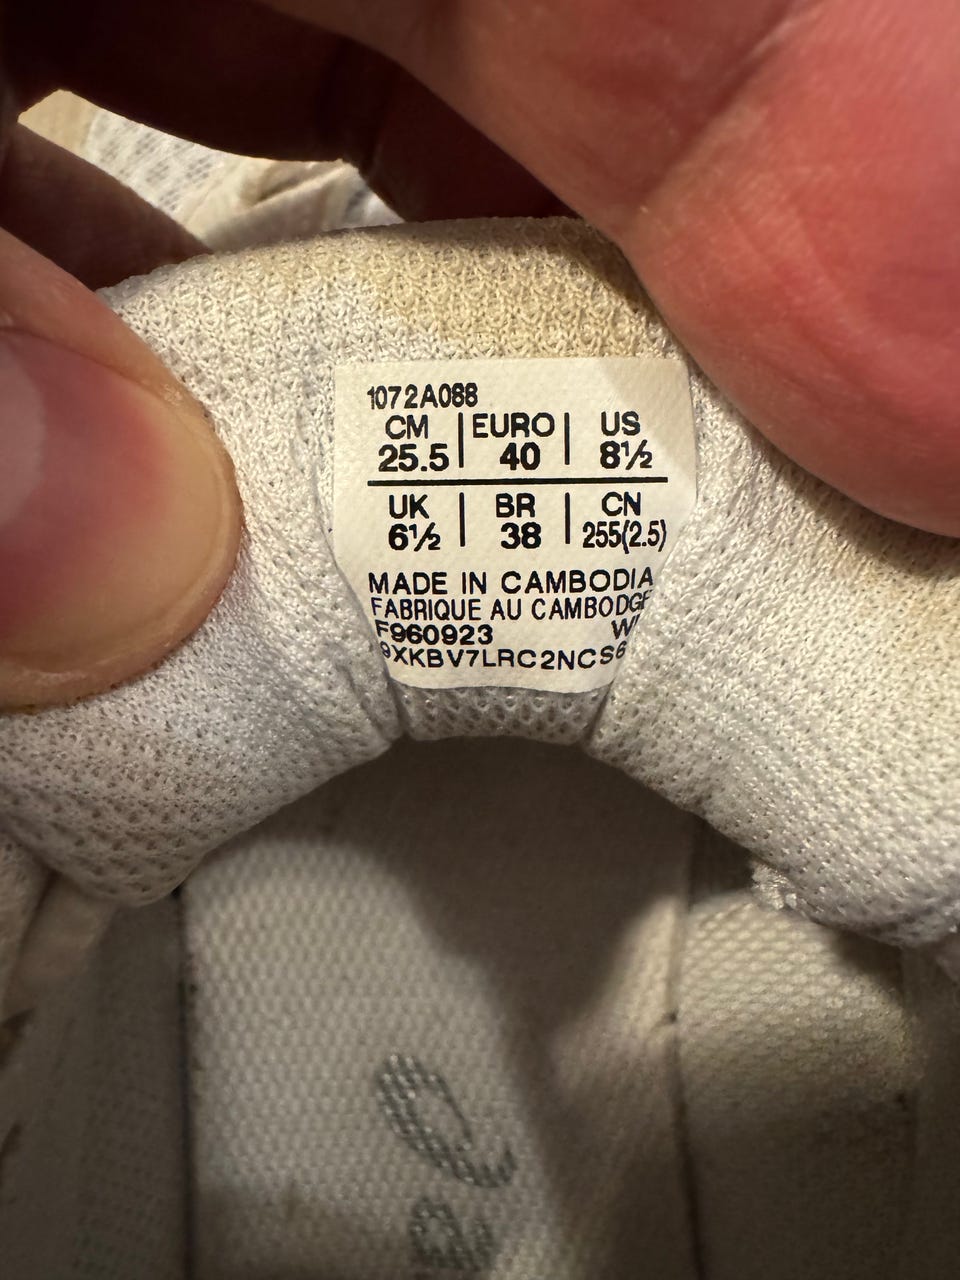 1072A088
CM | EURO | US
25.5 | 40 | 8½
UK | BR | CN
6½ | 38 | 255(2.5)
MADE IN CAMBODIA
FABRIQUE AU CAMBODGE
F960923
9XKBV7LRC2NCS6